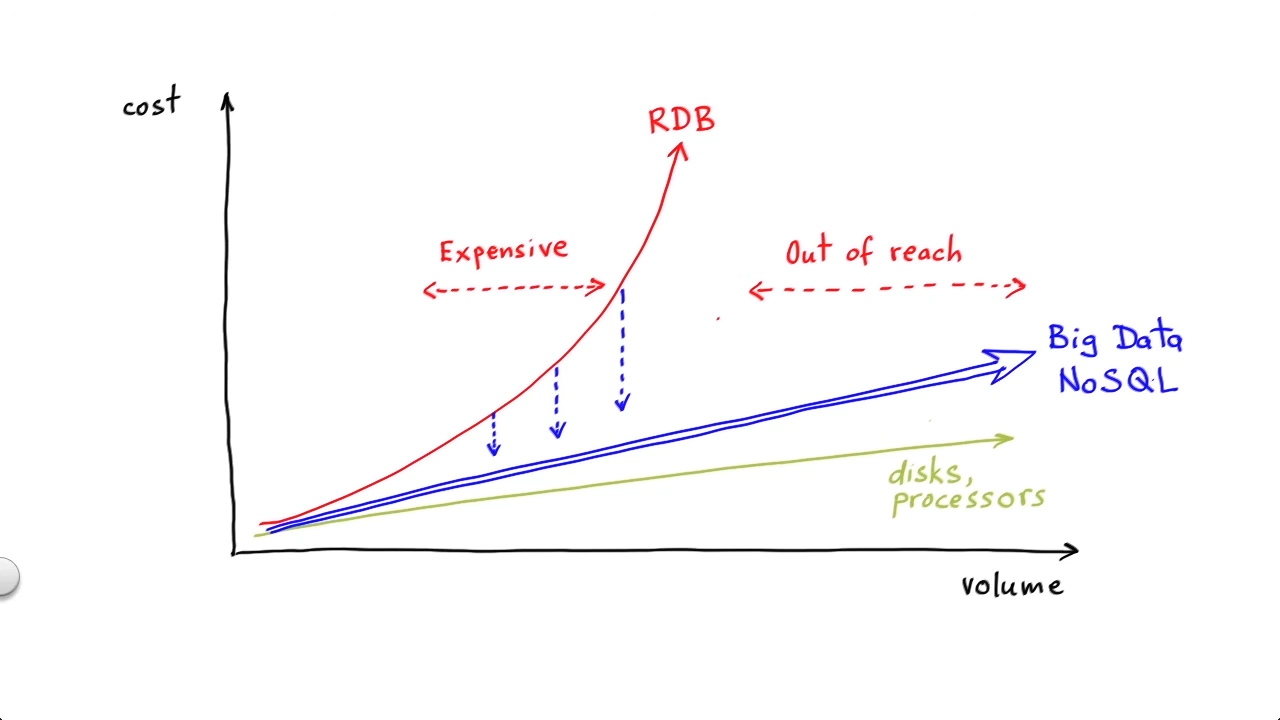 cost
RDB
Expensive
Out of reach
Big Data
NoSQL
disks,
processors
volume